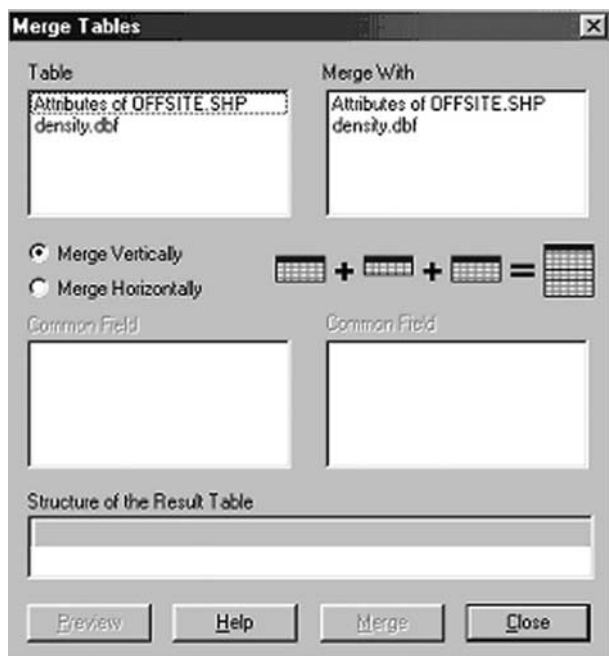 Merge Tables
Table
Merge With
Attributes of OFFSITE.SHP
density.dbf
Attributes of OFFSITE.SHP
density.dbf
Merge Vertically
Merge Horizontally
Common Field
Common Field
Structure of the Result Table
Preview
Help
Merge
Close